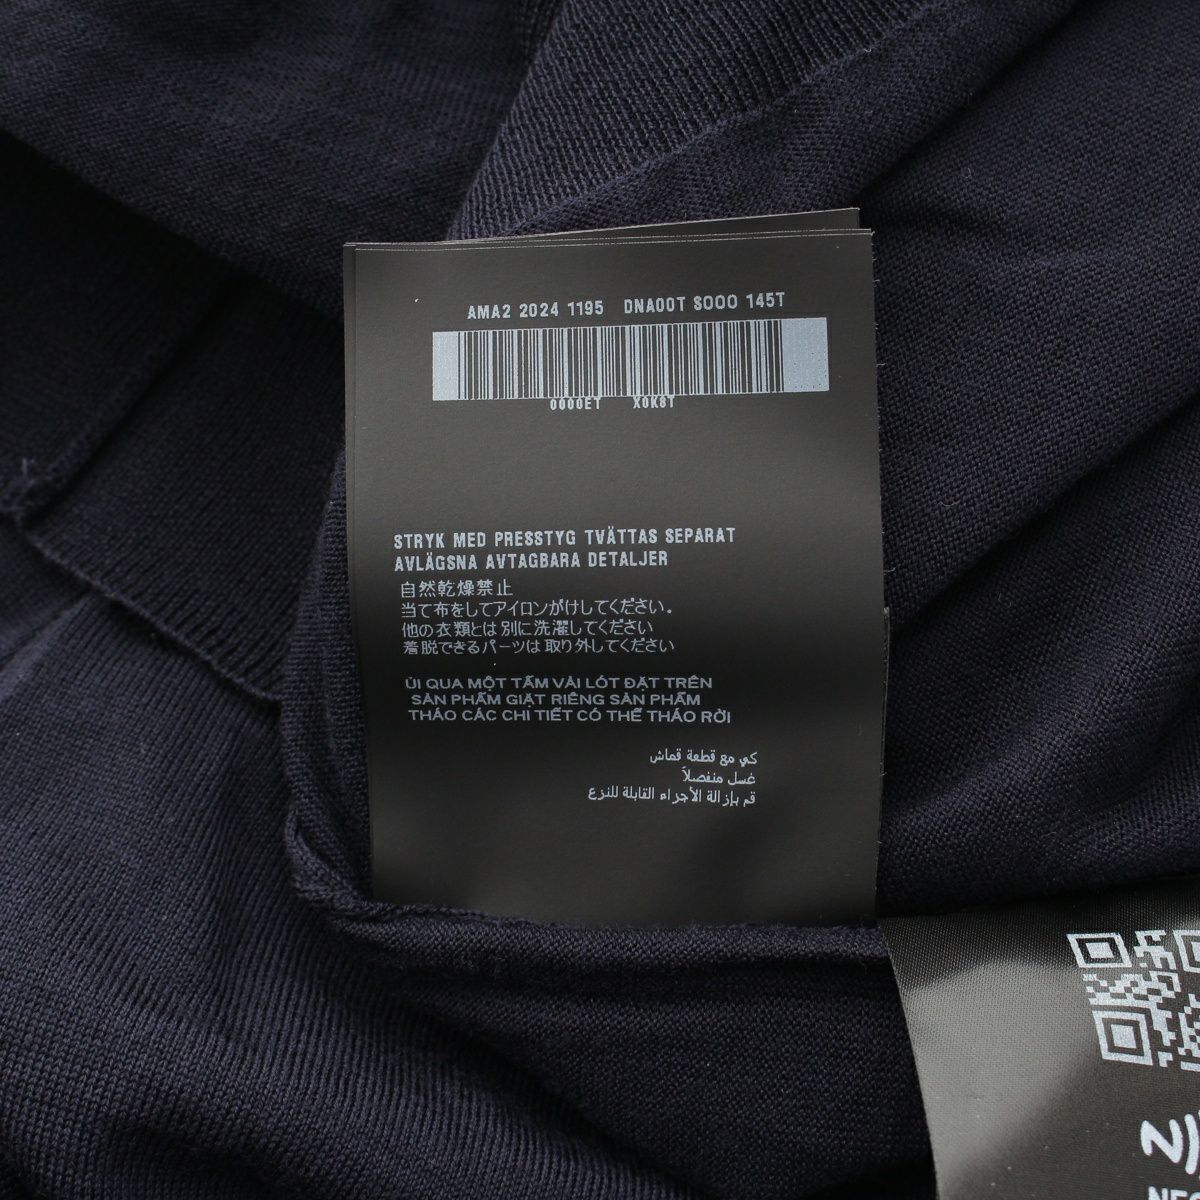 AMA2 2024 1195 DNA00T S000 145T
0000ET X0K8T
STRYK MED PRESSTYG TVÄTTAS SEPARAT
AVLÄGSNA AVTAGBARA DETALJER
自然乾燥禁止
当て布をしてアイロンがけしてください。
他の衣類とは別に洗濯してください
着脱できるパーツは取り外してください
ỦI QUA MỘT TẤM VẢI LÓT ĐẶT TRÊN
SẢN PHẨM GIẶT RIÊNG SẢN PHẨM
THÁO CÁC CHI TIẾT CÓ THỂ THÁO RỜI
كي مع قطعة قماش
غسل منفصلاً
قم بإزالة الأجزاء القابلة للنزع